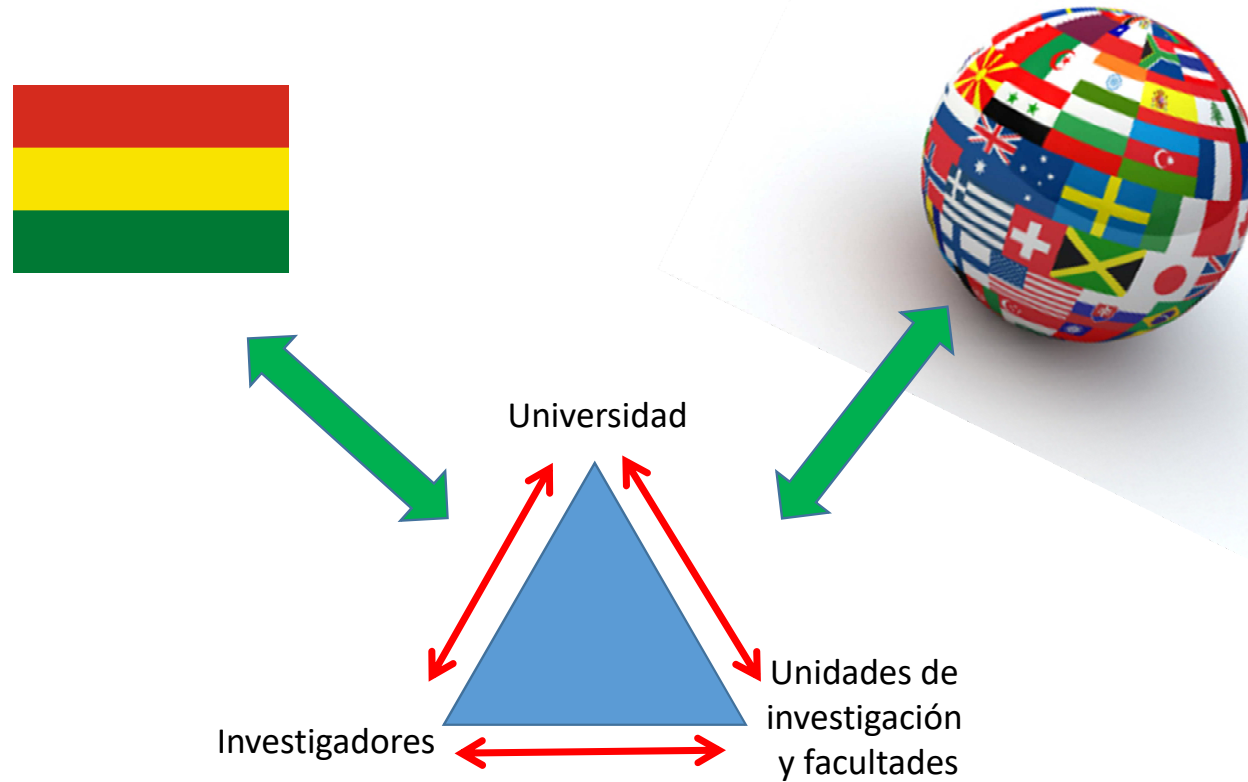 Universidad
Investigadores
Unidades de
investigación
y facultades